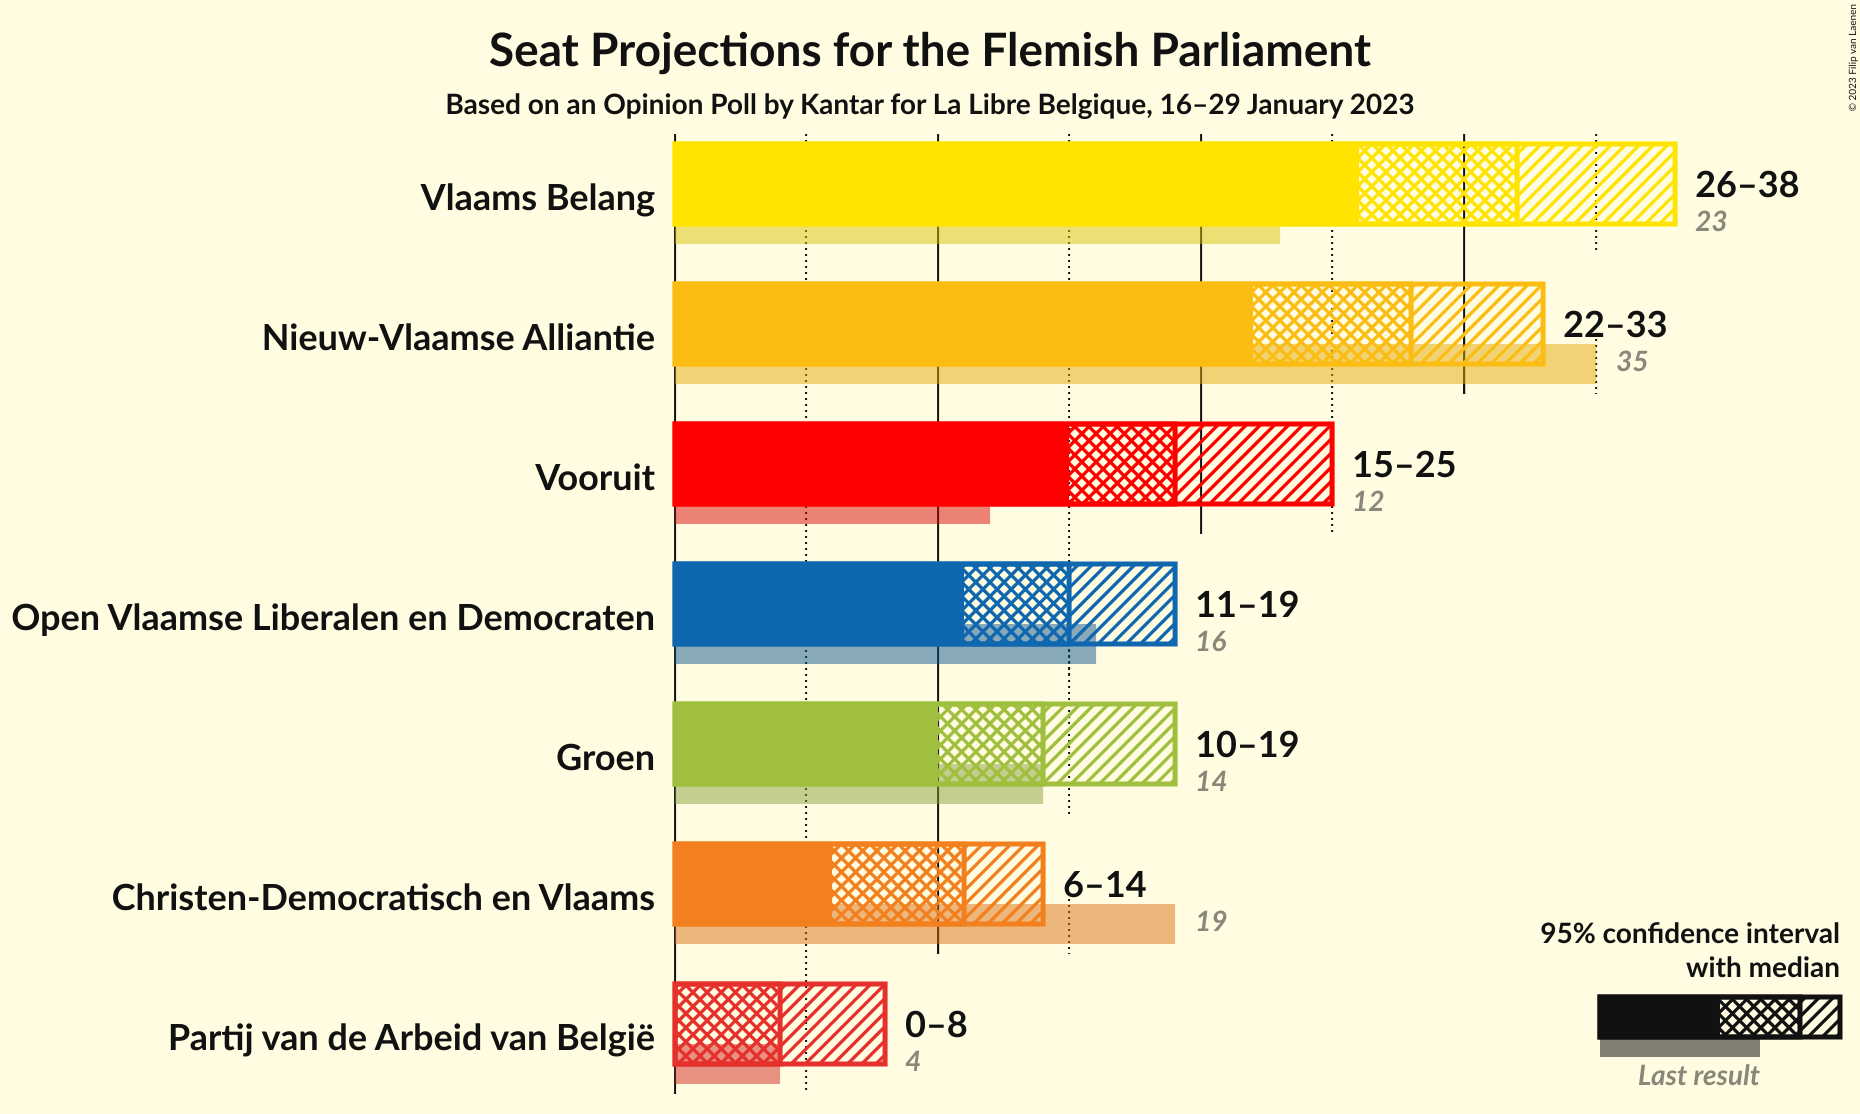 Seat Projections for the Flemish Parliament
Based on an Opinion Poll by Kantar for La Libre Belgique, 16–29 January 2023
© 2023 Filip van Laenen
Vlaams Belang
26–38
23
Nieuw-Vlaamse Alliantie
22–33
35
Vooruit
15–25
12
Open Vlaamse Liberalen en Democraten
11–19
16
Groen
10–19
14
Christen-Democratisch en Vlaams
6–14
19
Partij van de Arbeid van België
0–8
4
95% confidence interval
with median
Last result